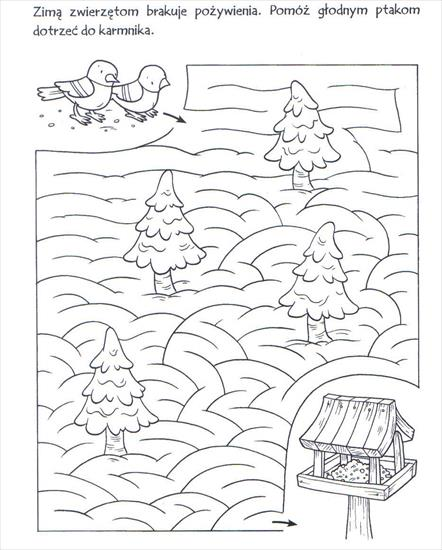 Zimą zwierzętom brakuje pożywienia. Pomóż głodnym ptakom
dotrzeć do karmnika.